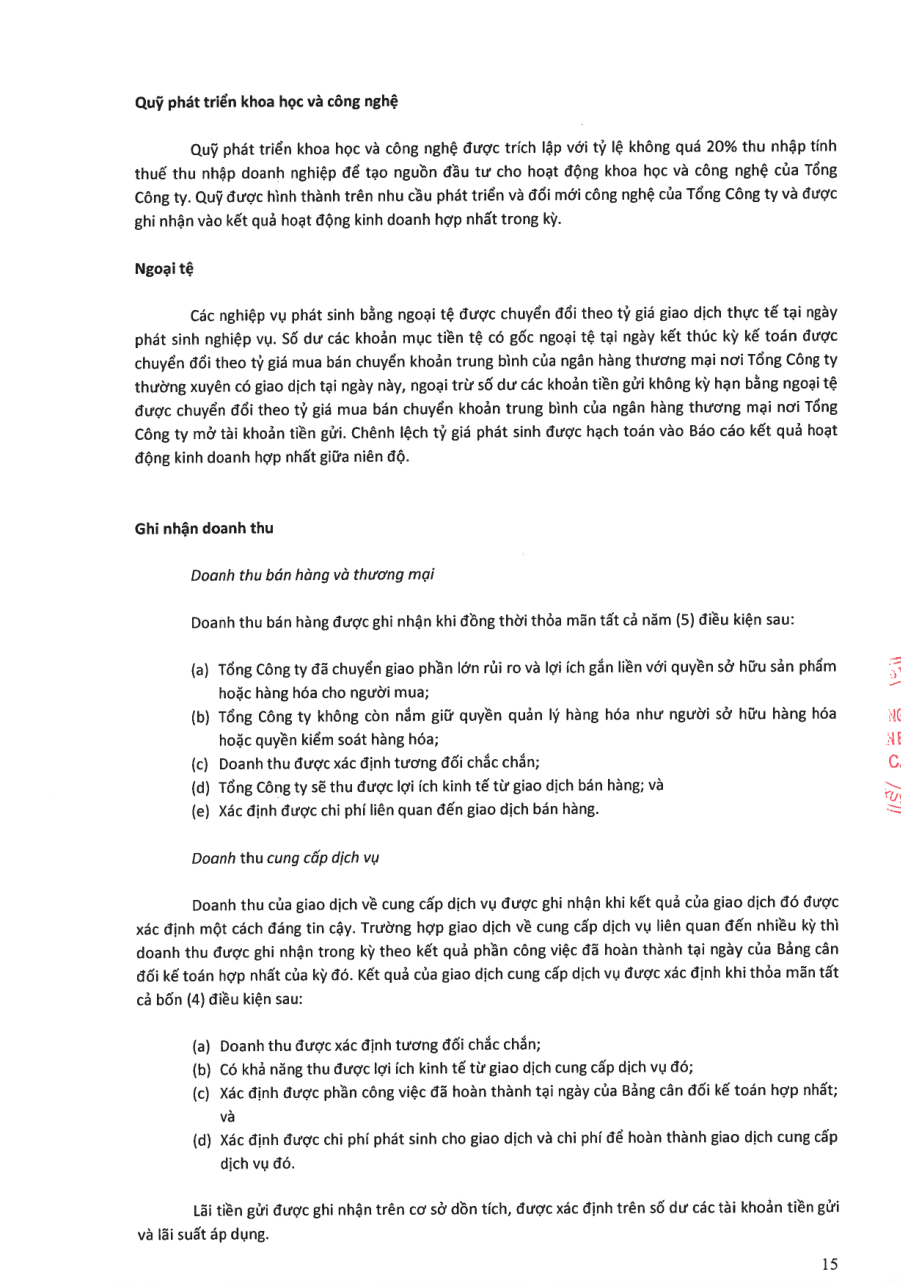 Quỹ phát triển khoa học và công nghệ
Quỹ phát triển khoa học và công nghệ được trích lập với tỷ lệ không quá 20% thu nhập tính
thuế thu nhập doanh nghiệp để tạo nguồn đầu tư cho hoạt động khoa học và công nghệ của Tổng
Công ty. Quỹ được hình thành trên nhu cầu phát triển và đổi mới công nghệ của Tổng Công ty và được
ghi nhận vào kết quả hoạt động kinh doanh hợp nhất trong kỳ.
Ngoại tệ
Các nghiệp vụ phát sinh bằng ngoại tệ được chuyển đổi theo tỷ giá giao dịch thực tế tại ngày
phát sinh nghiệp vụ. Số dư các khoản mục tiền tệ có gốc ngoại tệ tại ngày kết thúc kỳ kế toán được
chuyển đổi theo tỷ giá mua bán chuyển khoản trung bình của ngân hàng thương mại nơi Tổng Công ty
thường xuyên có giao dịch tại ngày này, ngoại trừ số dư các khoản tiền gửi không kỳ hạn bằng ngoại tệ
được chuyển đổi theo tỷ giá mua bán chuyển khoản trung bình của ngân hàng thương mại nơi Tổng
Công ty mở tài khoản tiền gửi. Chênh lệch tỷ giá phát sinh được hạch toán vào Báo cáo kết quả hoạt
động kinh doanh hợp nhất giữa niên độ.
Ghi nhận doanh thu
Doanh thu bán hàng và thương mại
Doanh thu bán hàng được ghi nhận khi đồng thời thỏa mãn tất cả năm (5) điều kiện sau:
(a) Tổng Công ty đã chuyển giao phần lớn rủi ro và lợi ích gắn liền với quyền sở hữu sản phẩm
hoặc hàng hóa cho người mua;
(b) Tổng Công ty không còn nắm giữ quyền quản lý hàng hóa như người sở hữu hàng hóa
hoặc quyền kiểm soát hàng hóa;
(c) Doanh thu được xác định tương đối chắc chắn;
(d) Tổng Công ty sẽ thu được lợi ích kinh tế từ giao dịch bán hàng; và
(e) Xác định được chi phí liên quan đến giao dịch bán hàng.
Doanh thu cung cấp dịch vụ
Doanh thu của giao dịch về cung cấp dịch vụ được ghi nhận khi kết quả của giao dịch đó được
xác định một cách đáng tin cậy. Trường hợp giao dịch về cung cấp dịch vụ liên quan đến nhiều kỳ thì
doanh thu được ghi nhận trong kỳ theo kết quả phần công việc đã hoàn thành tại ngày của Bảng cân
đối kế toán hợp nhất của kỳ đó. Kết quả của giao dịch cung cấp dịch vụ được xác định khi thỏa mãn tất
cả bốn (4) điều kiện sau:
(a) Doanh thu được xác định tương đối chắc chắn;
(b) Có khả năng thu được lợi ích kinh tế từ giao dịch cung cấp dịch vụ đó;
(c) Xác định được phần công việc đã hoàn thành tại ngày của Bảng cân đối kế toán hợp nhất;
và
(d) Xác định được chi phí phát sinh cho giao dịch và chi phí để hoàn thành giao dịch cung cấp
dịch vụ đó.
Lãi tiền gửi được ghi nhận trên cơ sở dồn tích, được xác định trên số dư các tài khoản tiền gửi
và lãi suất áp dụng.
15